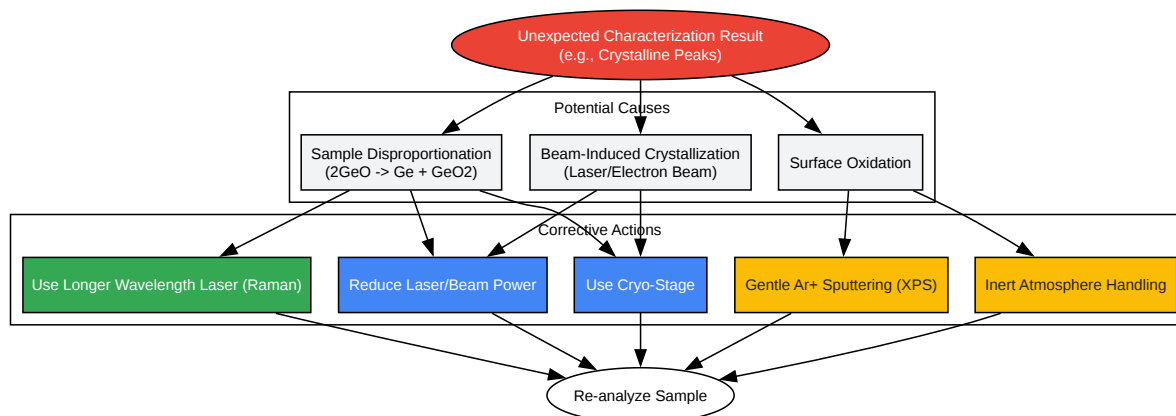 Unexpected Characterization Result
(e.g., Crystalline Peaks)
Potential Causes
Sample Disproportionation
(2GeO -> Ge + GeO2)
Beam-Induced Crystallization
(Laser/Electron Beam)
Surface Oxidation
Corrective Actions
Use Longer Wavelength Laser (Raman)
Reduce Laser/Beam Power
Use Cryo-Stage
Gentle Ar+ Sputtering (XPS)
Inert Atmosphere Handling
Re-analyze Sample